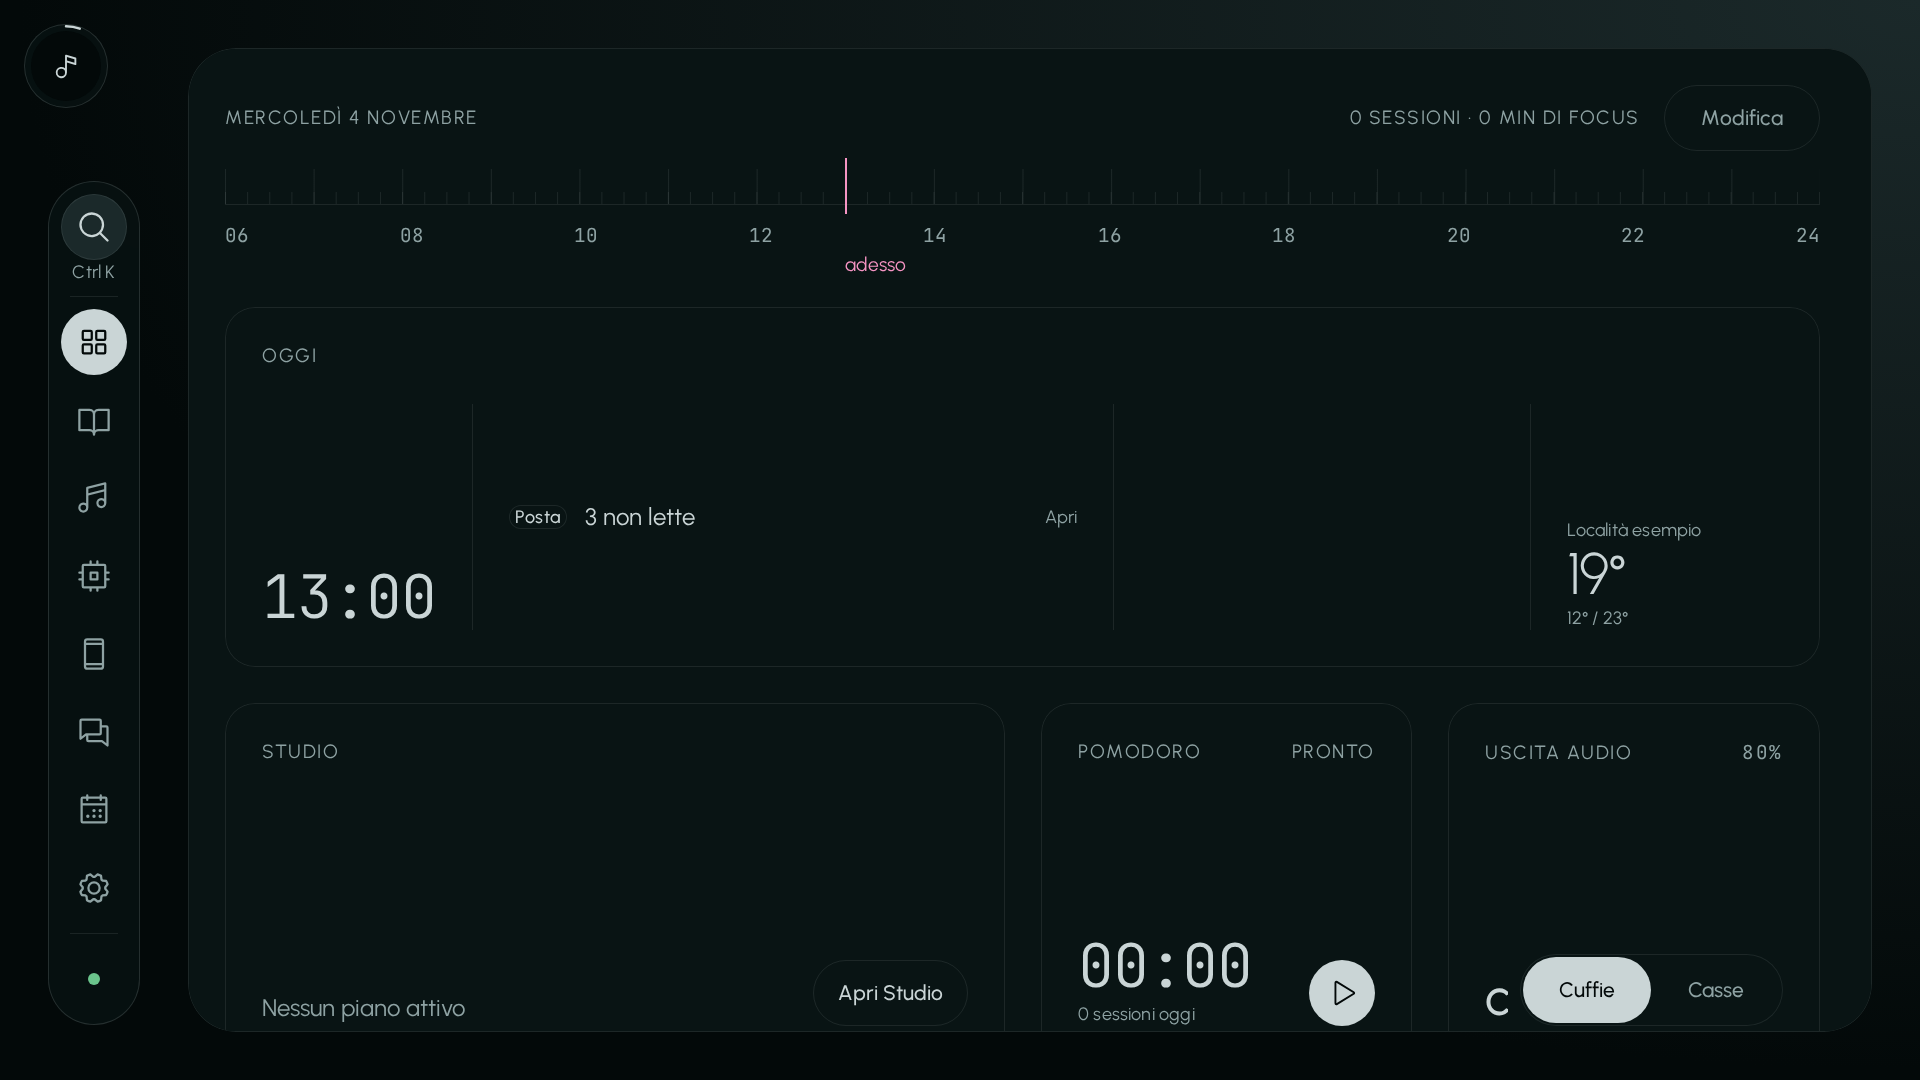 MERCOLEDÌ 4 NOVEMBRE
0 SESSIONI · 0 MIN DI FOCUS
Modifica
Ctrl K
06 08 10 12 14 16 18 20 22 24
adesso
OGGI
13:00
Posta 3 non lette Apri
Località esempio
19°
12° / 23°
STUDIO
Nessun piano attivo
Apri Studio
POMODORO PRONTO
00:00
0 sessioni oggi
USCITA AUDIO 80%
C
Cuffie Casse